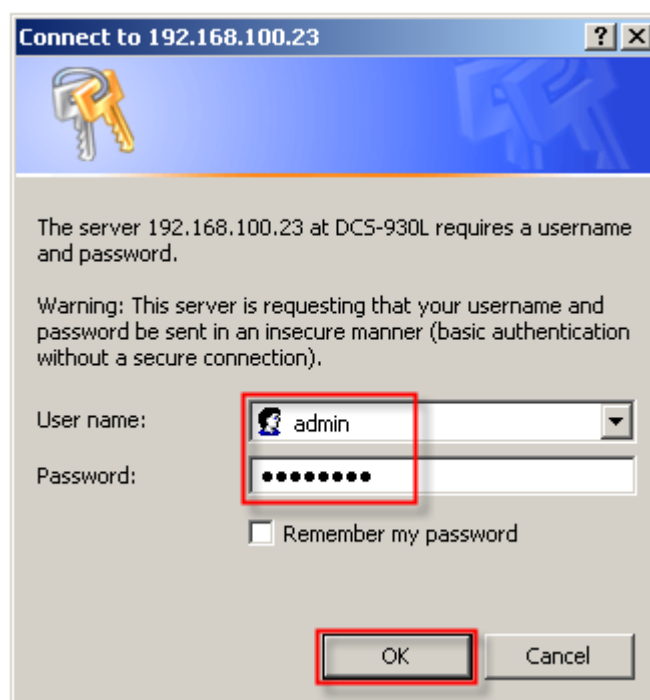 Connect to 192.168.100.23
The server 192.168.100.23 at DCS-930L requires a username
and password.
Warning: This server is requesting that your username and
password be sent in an insecure manner (basic authentication
without a secure connection).
User name:
admin
Password:
••••••••
Remember my password
OK
Cancel